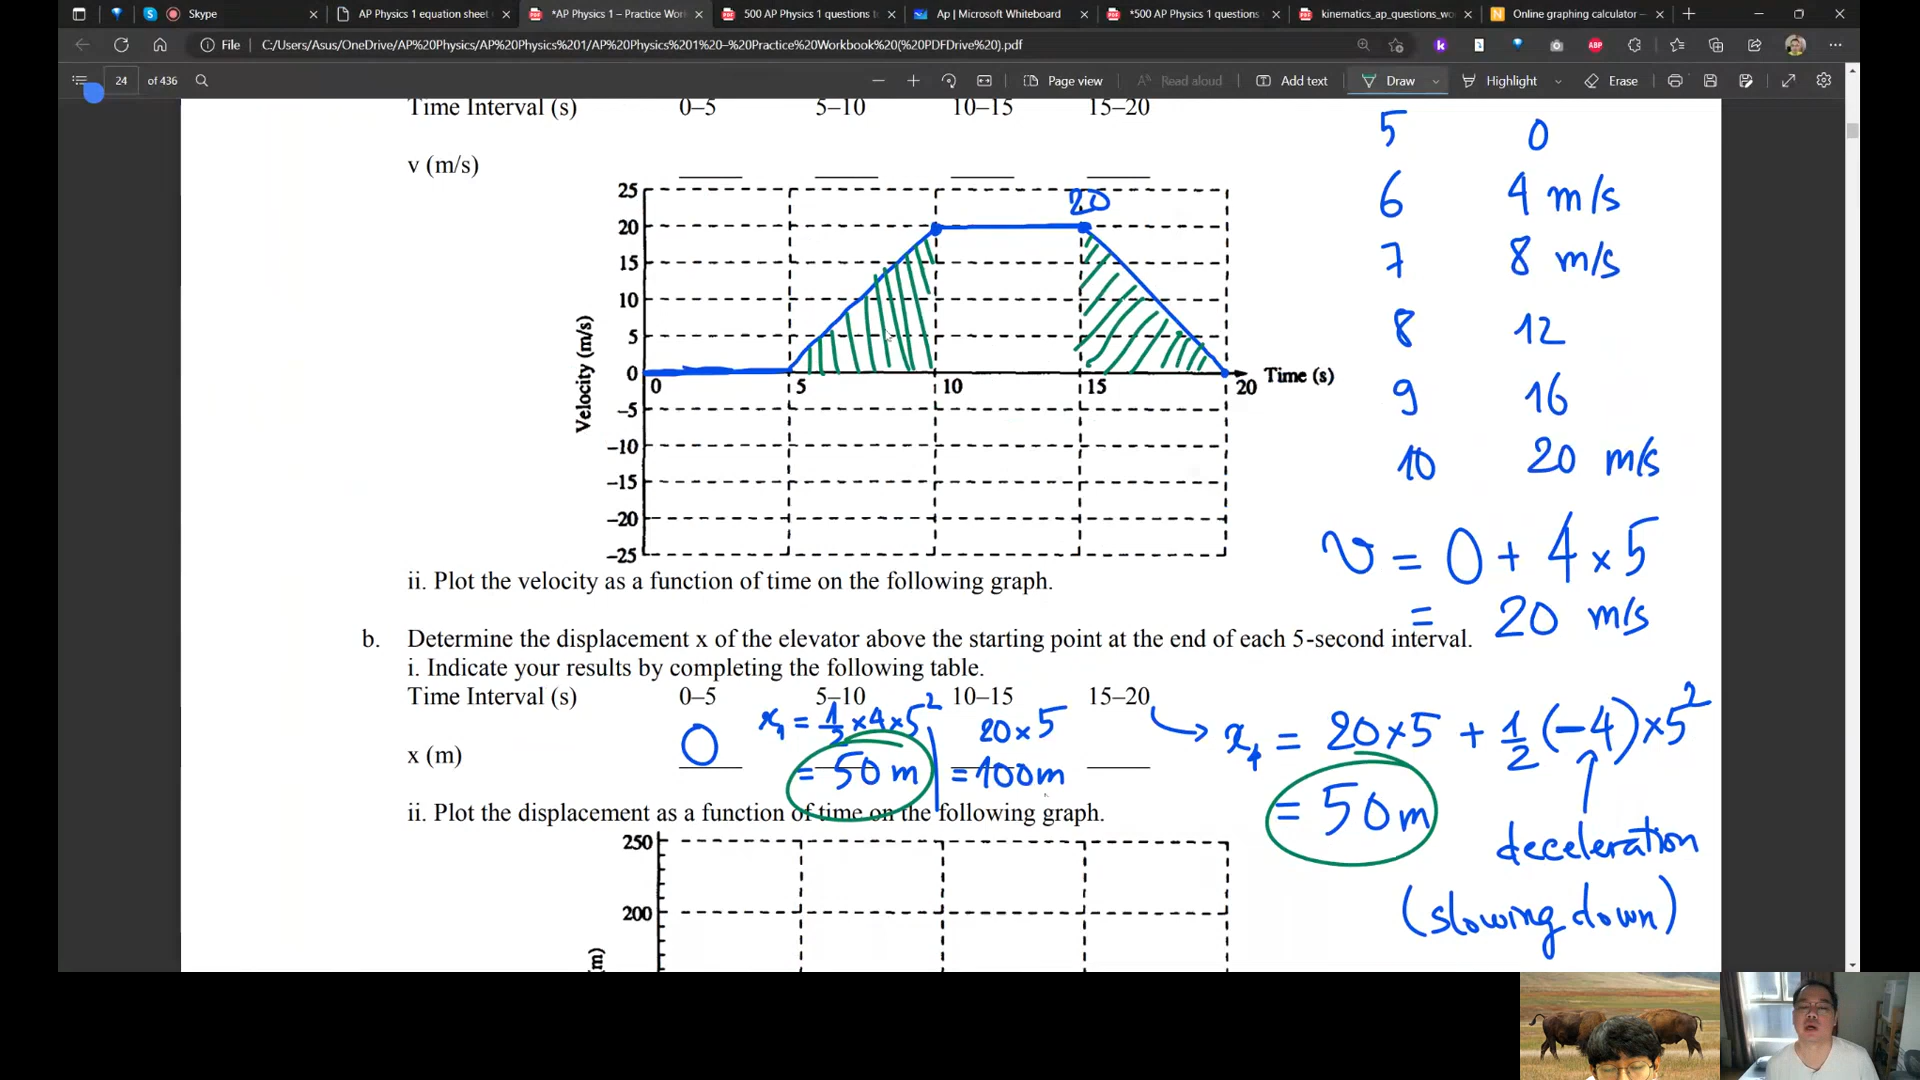 Skype
AP Physics 1 equation sheet
*AP Physics 1 – Practice Wor
500 AP Physics 1 questions t
Ap | Microsoft Whiteboard
*500 AP Physics 1 questions
kinematics_ap_questions_wo
Online graphing calculator
File
C:/Users/Asus/OneDrive/AP%20Physics/AP%20Physics%201/AP%20Physics%201%20–%20Practice%20Workbook%20(%20PDFDrive%20).pdf
24 of 436
Page view
Read aloud
Add text
Draw
Highlight
Erase
Time Interval (s) 0–5 5–10 10–15 15–20
v (m/s)
25
20
15
10
5
0
–5
–10
–15
–20
–25
Velocity (m/s)
0 5 10 15 20 Time (s)
20
5 0
6 4 m/s
7 8 m/s
8 12
9 16
10 20 m/s
v = 0 + 4 × 5
= 20 m/s
ii. Plot the velocity as a function of time on the following graph.
b. Determine the displacement x of the elevator above the starting point at the end of each 5-second interval.
i. Indicate your results by completing the following table.
Time Interval (s) 0–5 5–10 10–15 15–20
x (m)
0
x₁ = ½ × 4 × 5²
= 50 m
20 × 5
= 100m
= 20×5 + ½ (−4) × 5²
= 50 m
deceleration
(slowing down)
ii. Plot the displacement as a function of time on the following graph.
250
200
(m)